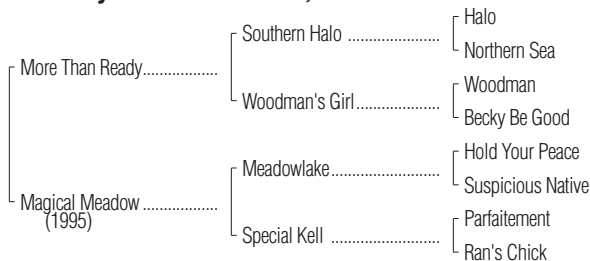 Halo
Southern Halo ....................
Northern Sea
More Than Ready................
Woodman
Woodman's Girl..................
Becky Be Good
Hold Your Peace
Meadowlake.......................
Suspicious Native
Magical Meadow ................
(1995)
Parfaitement
Special Kell .......................
Ran's Chick